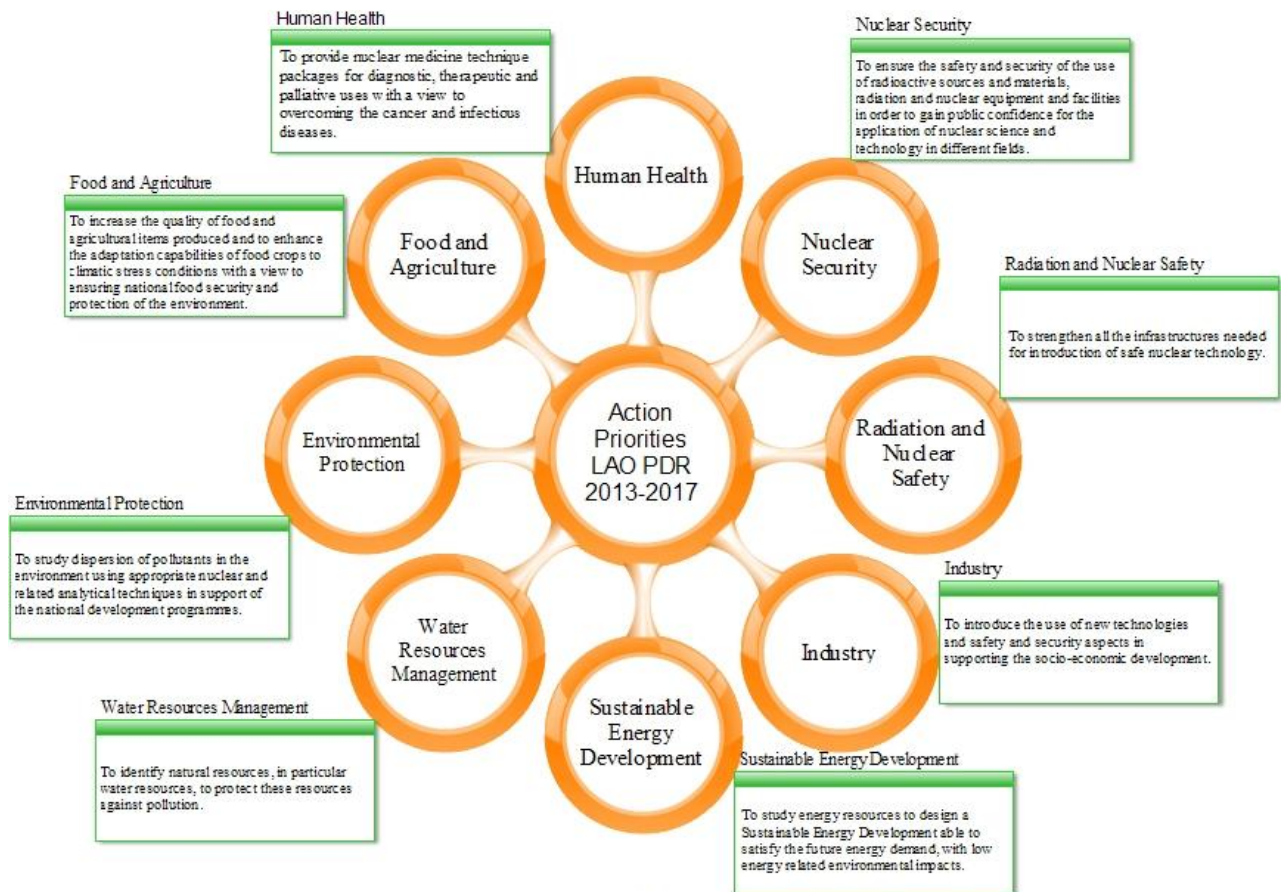 Human Health
To provide nuclear medicine technique
packages for diagnostic, therapeutic and
palliative uses with a view to
overcoming the cancer and infectious
diseases.
Nuclear Security
To ensure the safety and security of the use
of radioactive sources and materials,
radiation and nuclear equipment and facilities
in order to gain public confidence for the
application of nuclear science and
technology in different fields.
Human Health
Food and Agriculture
To increase the quality of food and
agricultural items produced and to enhance
the adaptation capabilities of food crops to
climatic stress conditions with a view to
ensuring national food security and
protection of the environment.
Food and
Agriculture
Nuclear
Security
Radiation and Nuclear Safety
To strengthen all the infrastructures needed
for introduction of safe nuclear technology.
Environmental
Protection
Action
Priorities
LAO PDR
2013-2017
Radiation and
Nuclear
Safety
Environmental Protection
To study dispersion of pollutants in the
environment using appropriate nuclear and
related analytical techniques in support of
the national development programmes.
Industry
To introduce the use of new technologies
and safety and security aspects in
supporting the socio-economic development.
Water
Resources
Management
Industry
Water Resources Management
To identify natural resources, in particular
water resources, to protect these resources
against pollution.
Sustainable
Energy
Development
Sustainable Energy Development
To study energy resources to design a
Sustainable Energy Development able to
satisfy the future energy demand, with low
energy related environmental impacts.